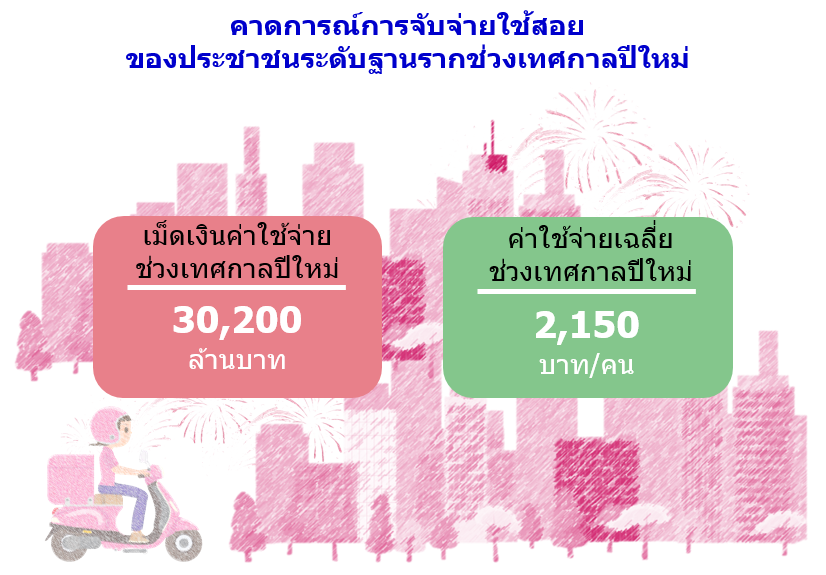 คาดการณ์การจับจ่ายใช้สอย
ของประชาชนระดับฐานรากช่วงเทศกาลปีใหม่
เม็ดเงินค่าใช้จ่าย
ช่วงเทศกาลปีใหม่
30,200
ล้านบาท
ค่าใช้จ่ายเฉลี่ย
ช่วงเทศกาลปีใหม่
2,150
บาท/คน